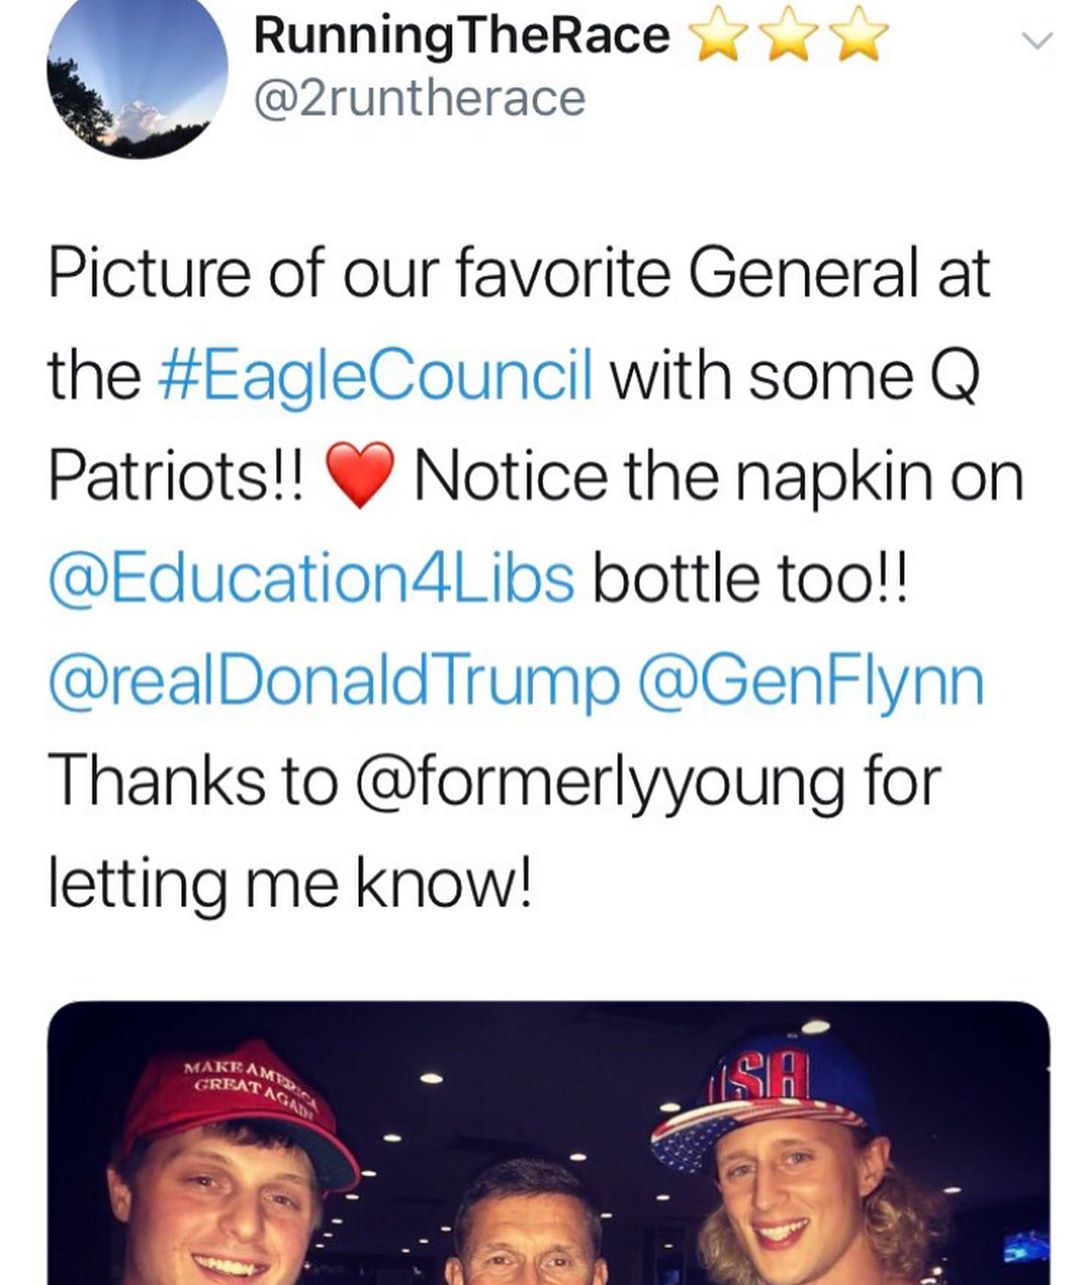 RunningTheRace ⭐⭐⭐
@2runtherace
Picture of our favorite General at
the #EagleCouncil with some Q
Patriots!! ❤️ Notice the napkin on
@Education4Libs bottle too!!
@realDonaldTrump @GenFlynn
Thanks to @formerlyyoung for
letting me know!
MAKE AMERICA
GREAT AGAIN
USA